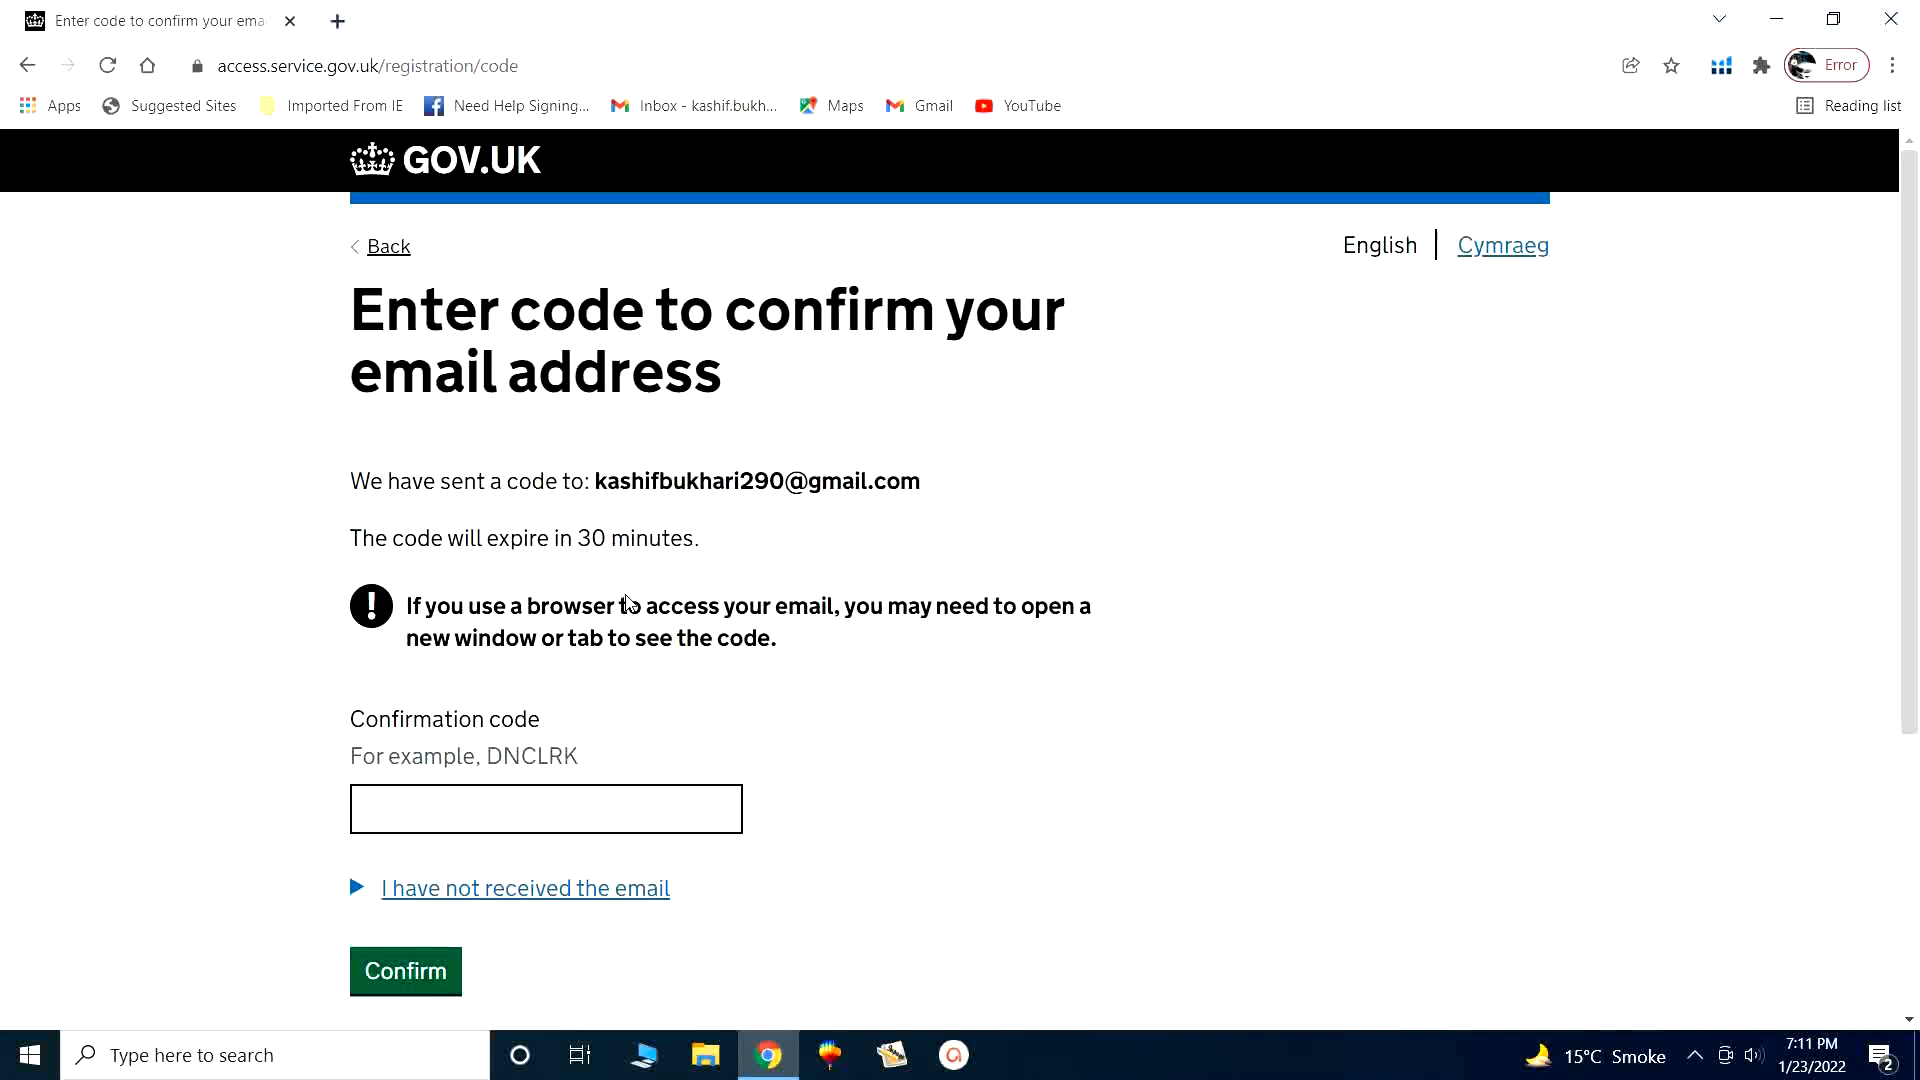 Enter code to confirm your ema
access.service.gov.uk/registration/code
Error
Apps
Suggested Sites
Imported From IE
Need Help Signing...
Inbox - kashif.bukh...
Maps
Gmail
YouTube
Reading list
GOV.UK
Back
English
Cymraeg
Enter code to confirm your
email address
We have sent a code to: kashifbukhari290@gmail.com
The code will expire in 30 minutes.
If you use a browser to access your email, you may need to open a
new window or tab to see the code.
Confirmation code
For example, DNCLRK
I have not received the email
Confirm
Type here to search
15°C Smoke
7:11 PM
1/23/2022
2